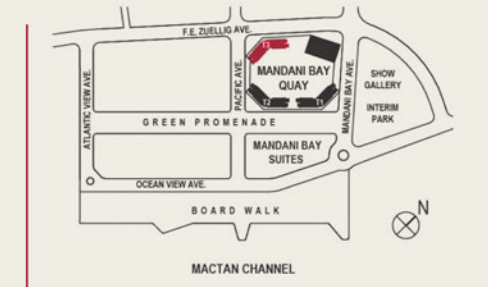 F.E. ZUELLIG AVE.
T3
MANDANI BAY
QUAY
T2
T1
ATLANTIC VIEW AVE.
PACIFIC AVE.
MANDANI BAY AVE.
SHOW
GALLERY
INTERIM
PARK
GREEN PROMENADE
MANDANI BAY
SUITES
OCEAN VIEW AVE.
BOARD WALK
N
MACTAN CHANNEL